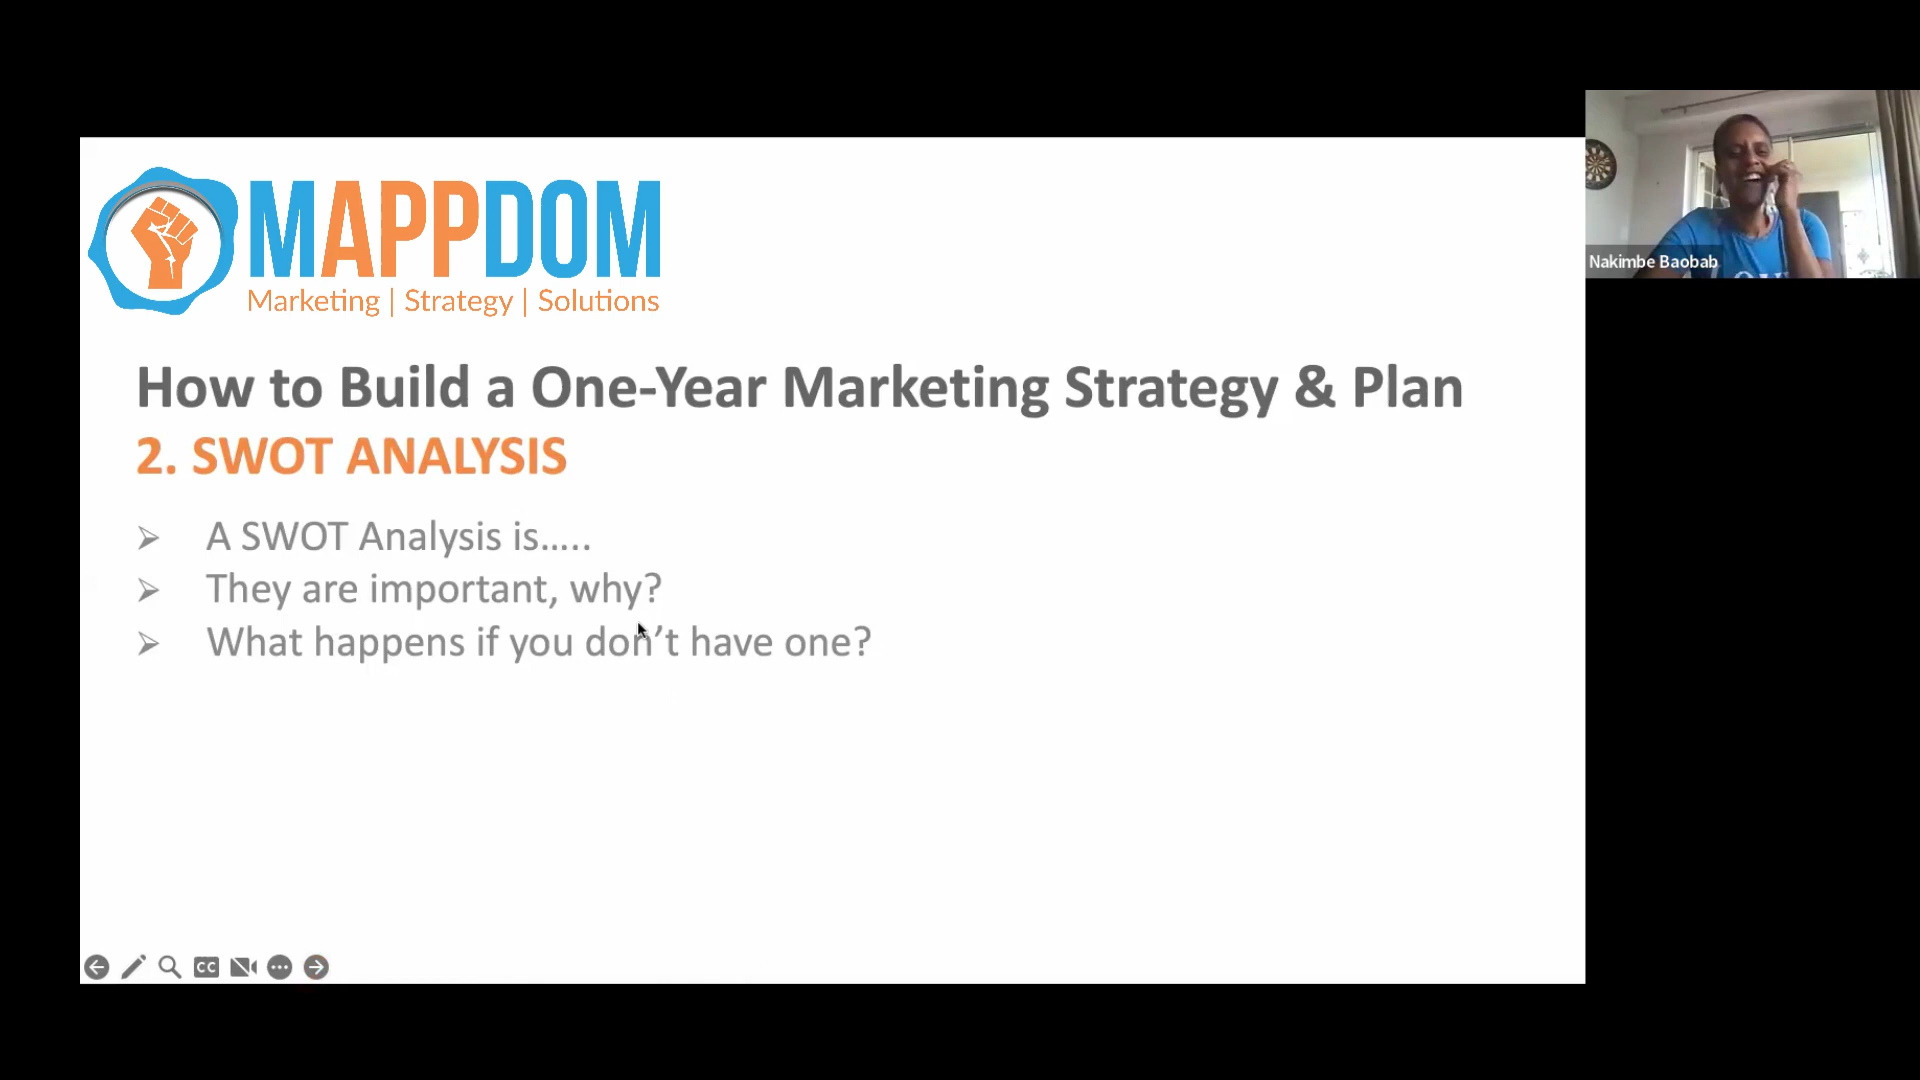 MAPPDOM
Marketing | Strategy | Solutions
How to Build a One-Year Marketing Strategy & Plan
2. SWOT ANALYSIS
➢ A SWOT Analysis is.....
➢ They are important, why?
➢ What happens if you don’t have one?
CC
Nakimbe Baobab